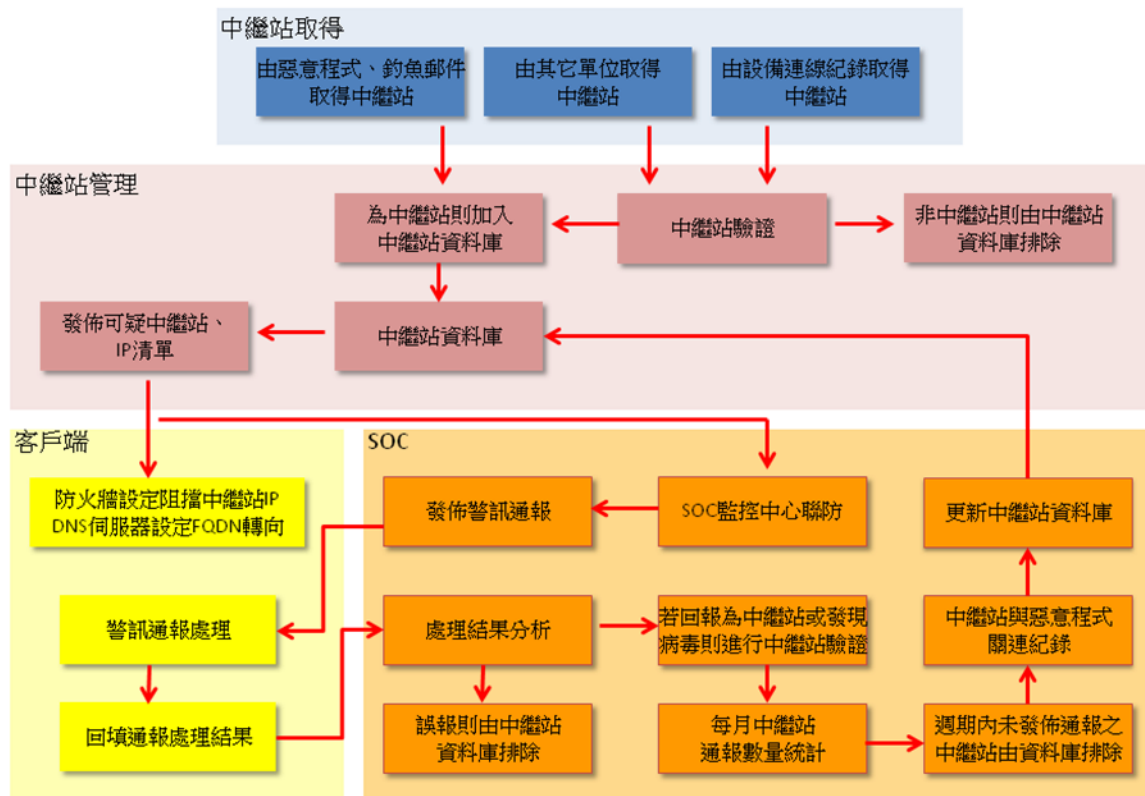 中繼站取得
由惡意程式、釣魚郵件
取得中繼站
由其它單位取得
中繼站
由設備連線紀錄取得
中繼站
中繼站管理
為中繼站則加入
中繼站資料庫
中繼站驗證
非中繼站則由中繼站
資料庫排除
發佈可疑中繼站、
IP清單
中繼站資料庫
客戶端
防火牆設定阻擋中繼站IP
DNS伺服器設定FQDN轉向
警訊通報處理
回填通報處理結果
SOC
發佈警訊通報
SOC監控中心聯防
更新中繼站資料庫
處理結果分析
若回報為中繼站或發現
病毒則進行中繼站驗證
中繼站與惡意程式
關連紀錄
誤報則由中繼站
資料庫排除
每月中繼站
通報數量統計
週期內未發佈通報之
中繼站由資料庫排除